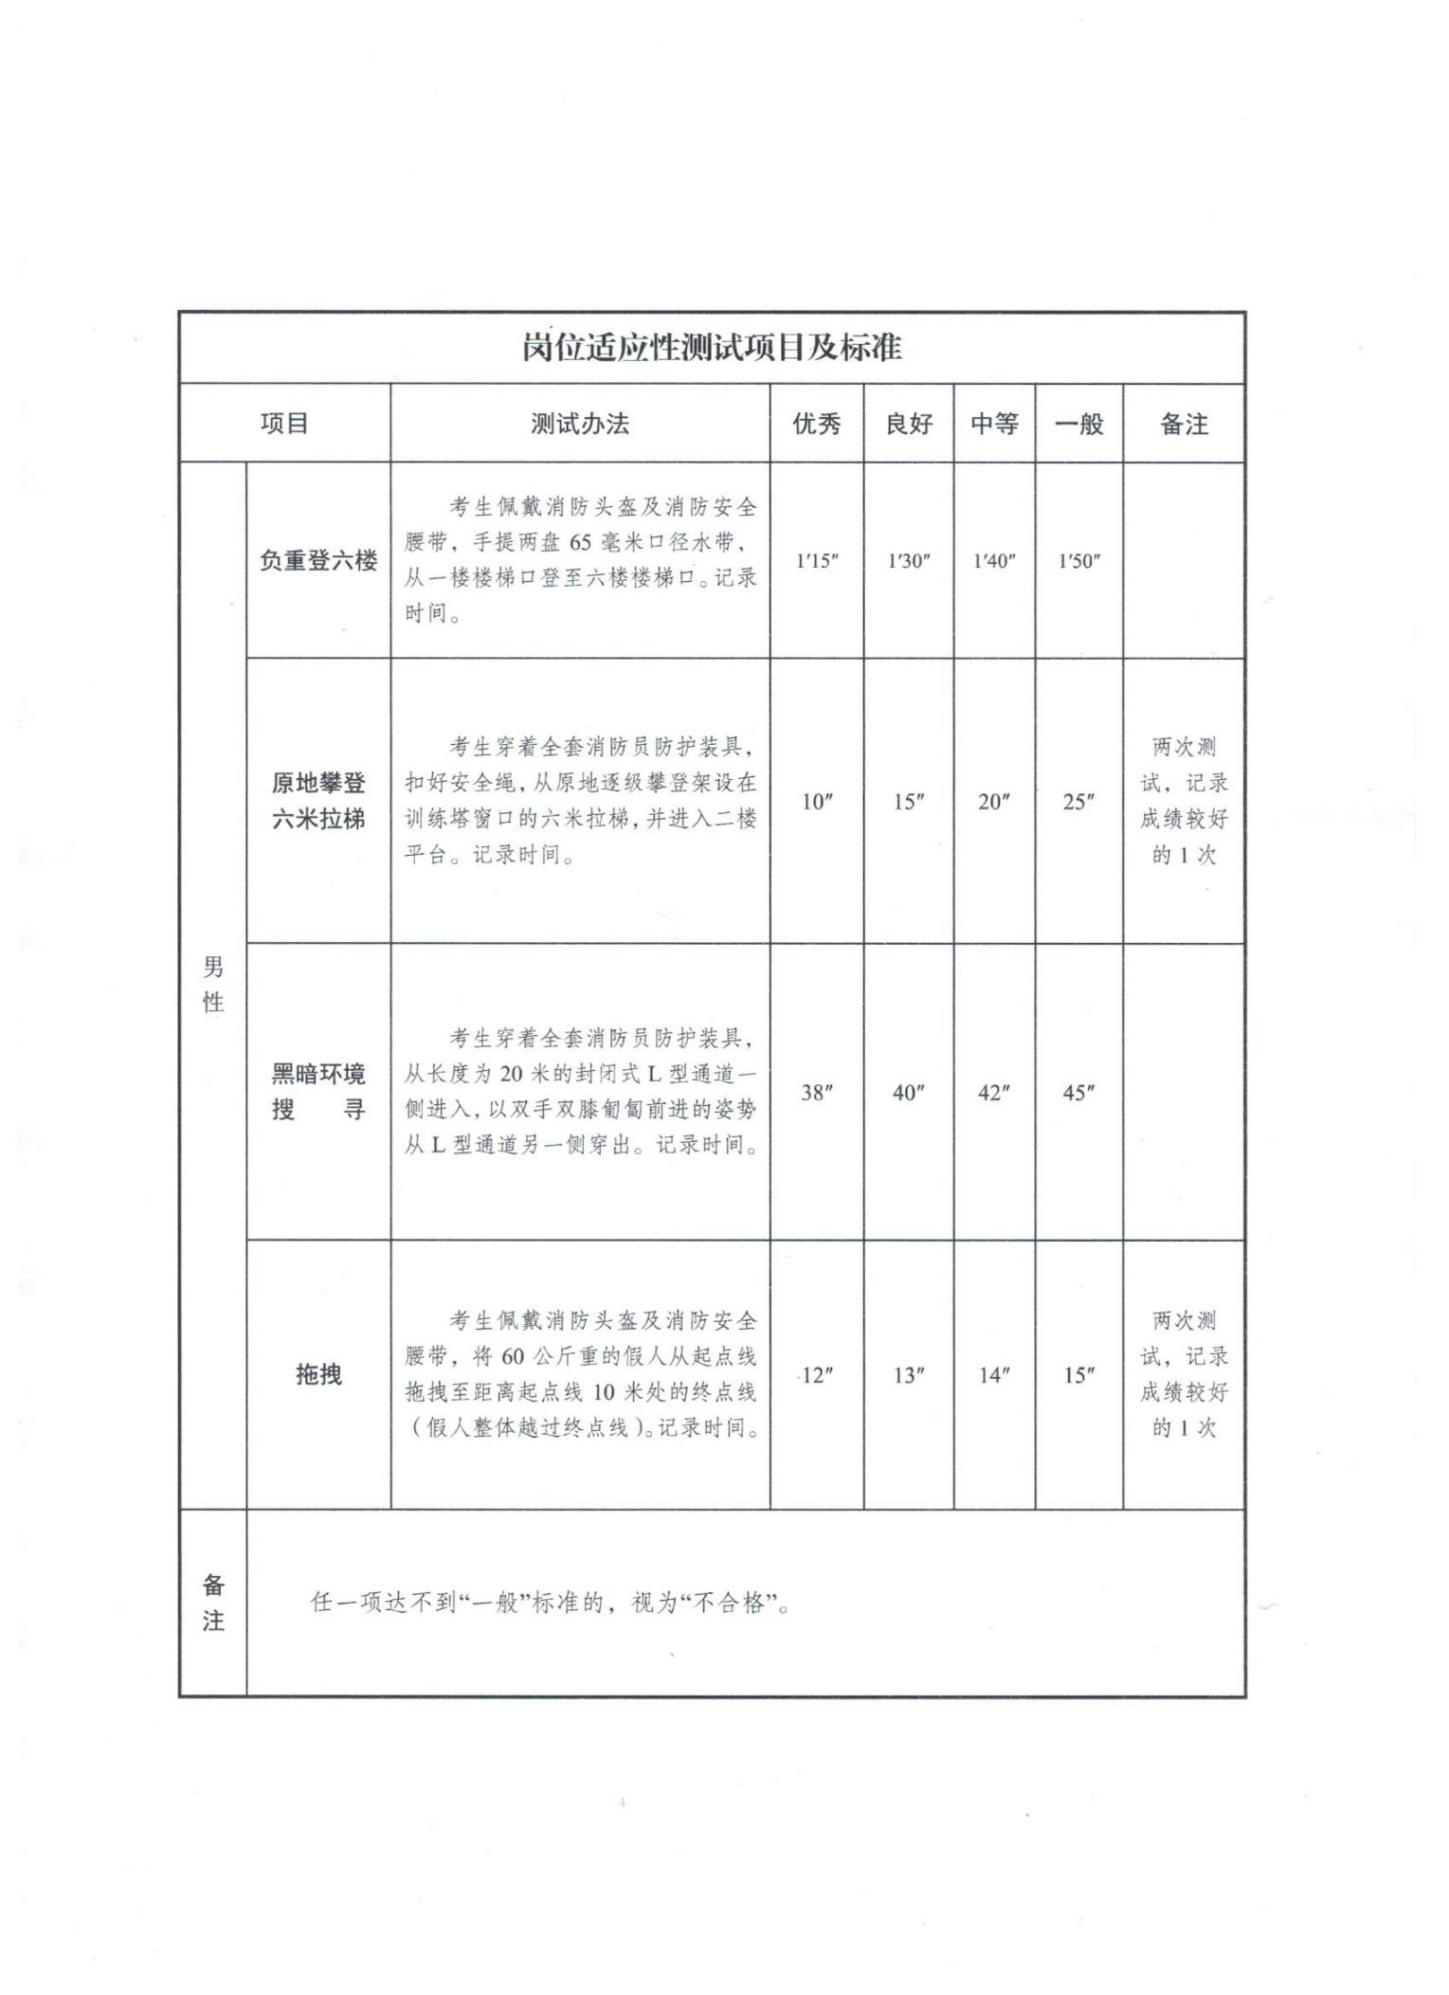 岗位适应性测试项目及标准
项目 测试办法 优秀 良好 中等 一般 备注
男
性
负重登六楼
考生佩戴消防头盔及消防安全
腰带，手提两盘 65 毫米口径水带，
从一楼楼梯口登至六楼楼梯口。记录
时间。
1′15″ 1′30″ 1′40″ 1′50″
原地攀登
六米拉梯
考生穿着全套消防员防护装具，
扣好安全绳，从原地逐级攀登架设在
训练塔窗口的六米拉梯，并进入二楼
平台。记录时间。
10″ 15″ 20″ 25″
两次测
试，记录
成绩较好
的 1 次
黑暗环境
搜 寻
考生穿着全套消防员防护装具，
从长度为 20 米的封闭式 L 型通道一
侧进入，以双手双膝匍匐前进的姿势
从 L 型通道另一侧穿出。记录时间。
38″ 40″ 42″ 45″
拖拽
考生佩戴消防头盔及消防安全
腰带，将 60 公斤重的假人从起点线
拖拽至距离起点线 10 米处的终点线
（假人整体越过终点线）。记录时间。
12″ 13″ 14″ 15″
两次测
试，记录
成绩较好
的 1 次
备
注
任一项达不到“一般”标准的，视为“不合格”。
4